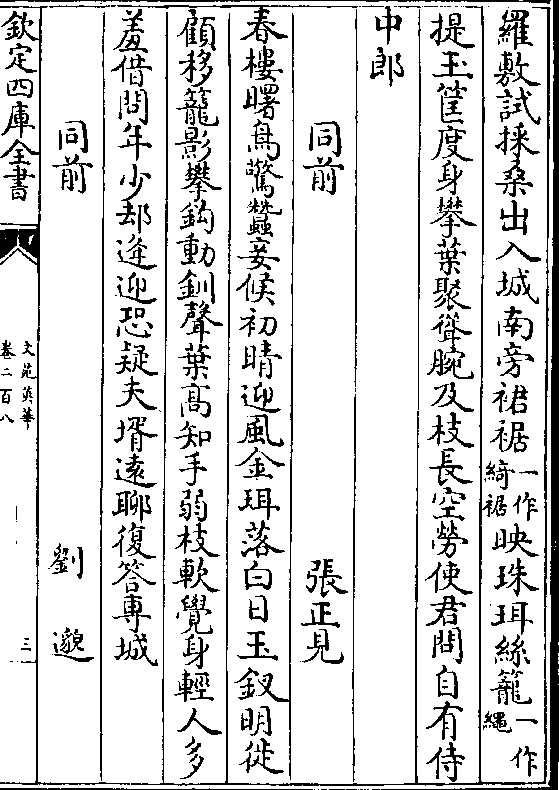 羅敷試採桑出入城南旁裙裾一作綺裾映珠珥絲籠一作繩
提玉筐度身攀葉聚聳腕及枝長空勞使君問自有侍
中郎
同前 張正見
春樓曙鳥驚蠶妾候初晴迎風金珥落白日玉釵明徙
顧移籠影攀鈎動釧聲葉髙知手弱枝軟覺身輕人多
羞借問年少却逢迎恐疑夫壻逺聊復答專城
同前 劉邈
欽定四庫全書
文苑英華
卷二百八
三